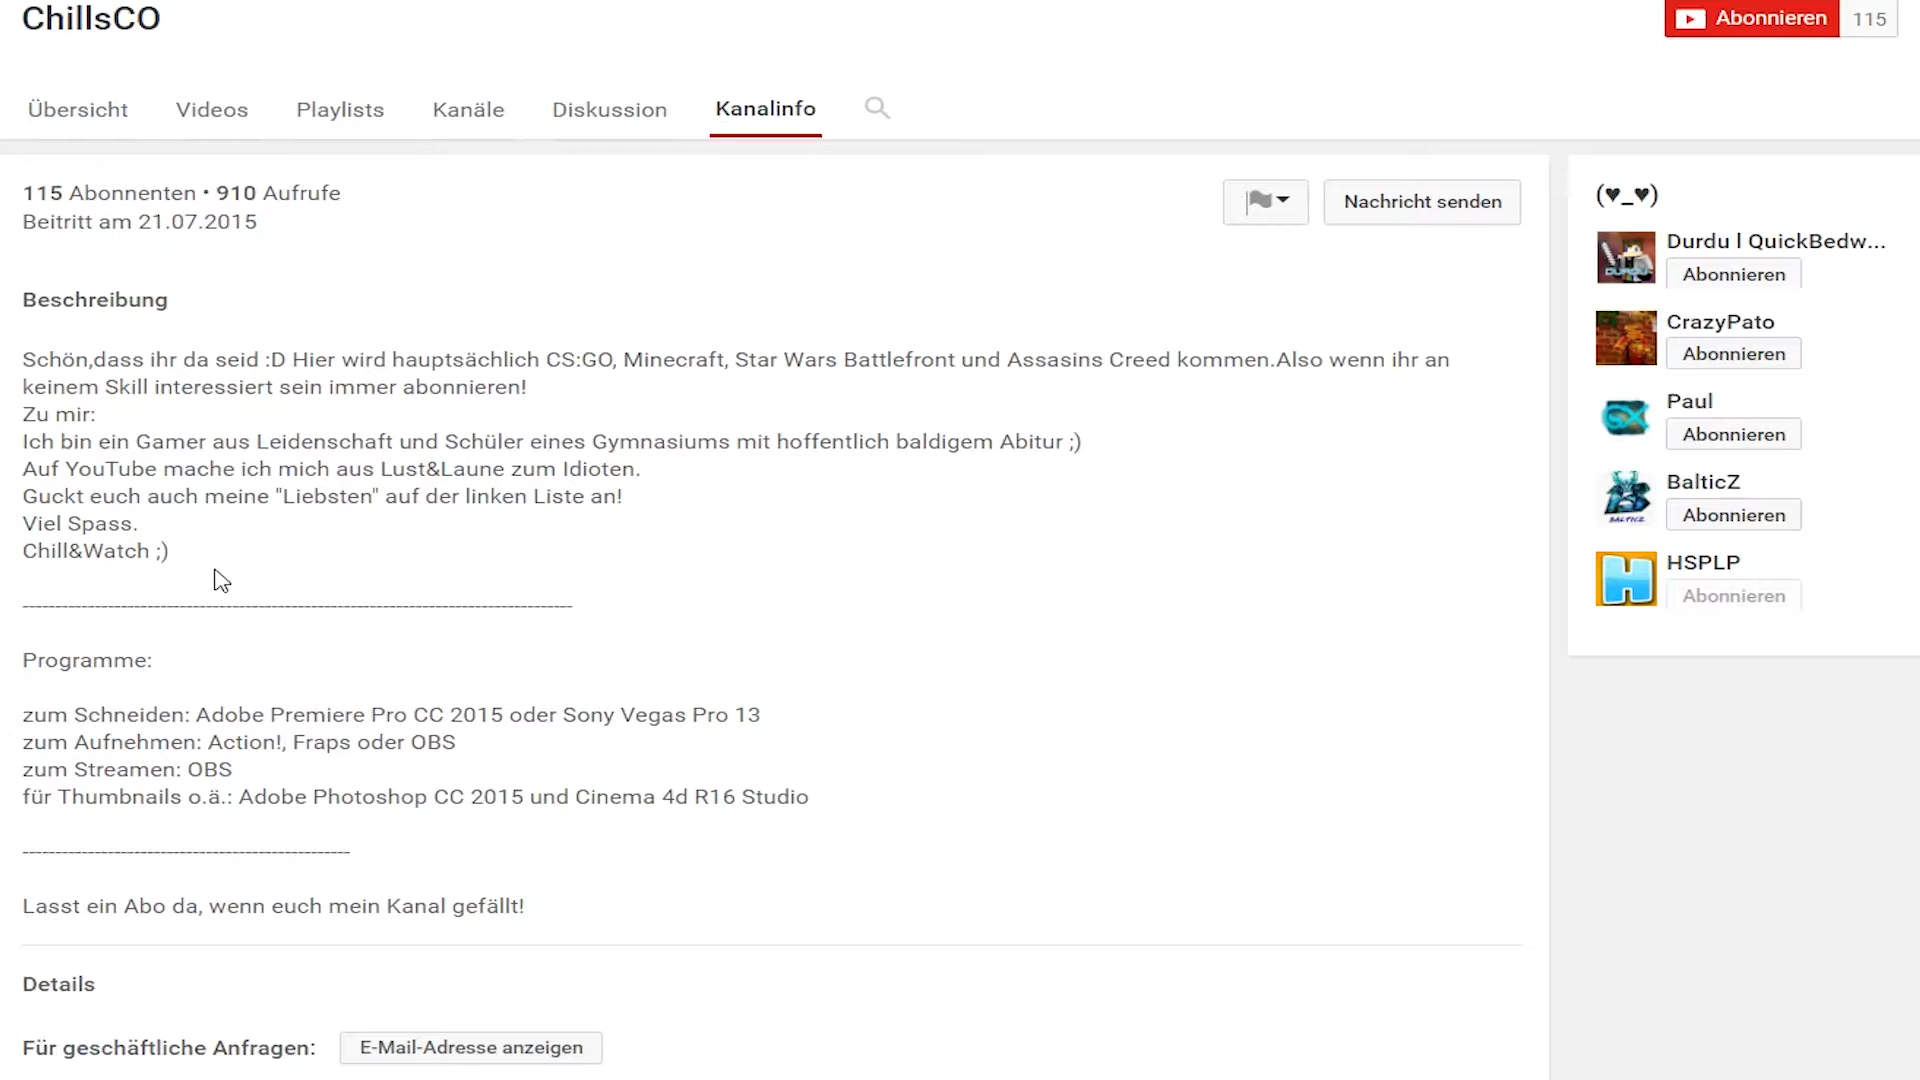 ChillsCO
Abonnieren 115
Übersicht Videos Playlists Kanäle Diskussion Kanalinfo
115 Abonnenten • 910 Aufrufe
Beitritt am 21.07.2015
Nachricht senden
Beschreibung
Schön,dass ihr da seid :D Hier wird hauptsächlich CS:GO, Minecraft, Star Wars Battlefront und Assasins Creed kommen.Also wenn ihr an
keinem Skill interessiert sein immer abonnieren!
Zu mir:
Ich bin ein Gamer aus Leidenschaft und Schüler eines Gymnasiums mit hoffentlich baldigem Abitur ;)
Auf YouTube mache ich mich aus Lust&Laune zum Idioten.
Guckt euch auch meine "Liebsten" auf der linken Liste an!
Viel Spass.
Chill&Watch ;)
------------------------------------------------------------------------------------
Programme:
zum Schneiden: Adobe Premiere Pro CC 2015 oder Sony Vegas Pro 13
zum Aufnehmen: Action!, Fraps oder OBS
zum Streamen: OBS
für Thumbnails o.ä.: Adobe Photoshop CC 2015 und Cinema 4d R16 Studio
--------------------------------------------------
Lasst ein Abo da, wenn euch mein Kanal gefällt!
Details
Für geschäftliche Anfragen: E-Mail-Adresse anzeigen
(♥_♥)
Durdu l QuickBedw...
Abonnieren
CrazyPato
Abonnieren
Paul
Abonnieren
BalticZ
BALTICZ
Abonnieren
HSPLP
H
Abonnieren